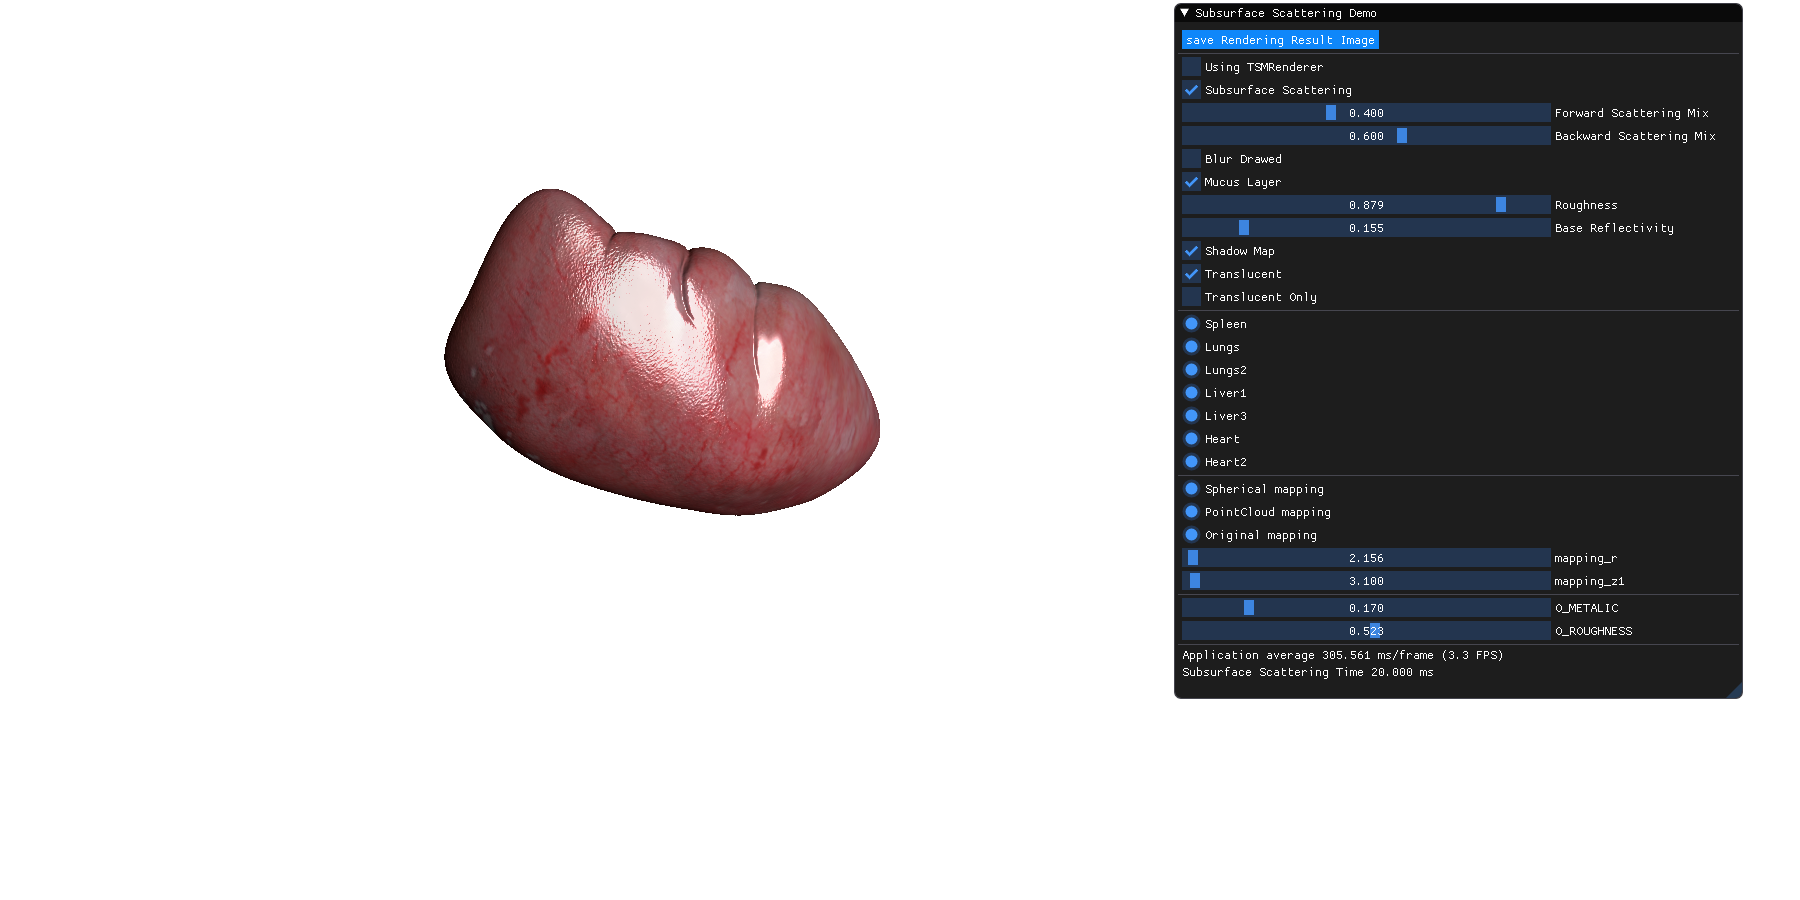 Subsurface Scattering Demo
save Rendering Result Image
Using TSMRenderer
Subsurface Scattering
0.400 Forward Scattering Mix
0.600 Backward Scattering Mix
Blur Drawed
Mucus Layer
0.879 Roughness
0.155 Base Reflectivity
Shadow Map
Translucent
Translucent Only
Spleen
Lungs
Lungs2
Liver1
Liver3
Heart
Heart2
Spherical mapping
PointCloud mapping
Original mapping
2.156 mapping_r
3.100 mapping_z1
0.170 O_METALIC
0.523 O_ROUGHNESS
Application average 305.561 ms/frame (3.3 FPS)
Subsurface Scattering Time 20.000 ms